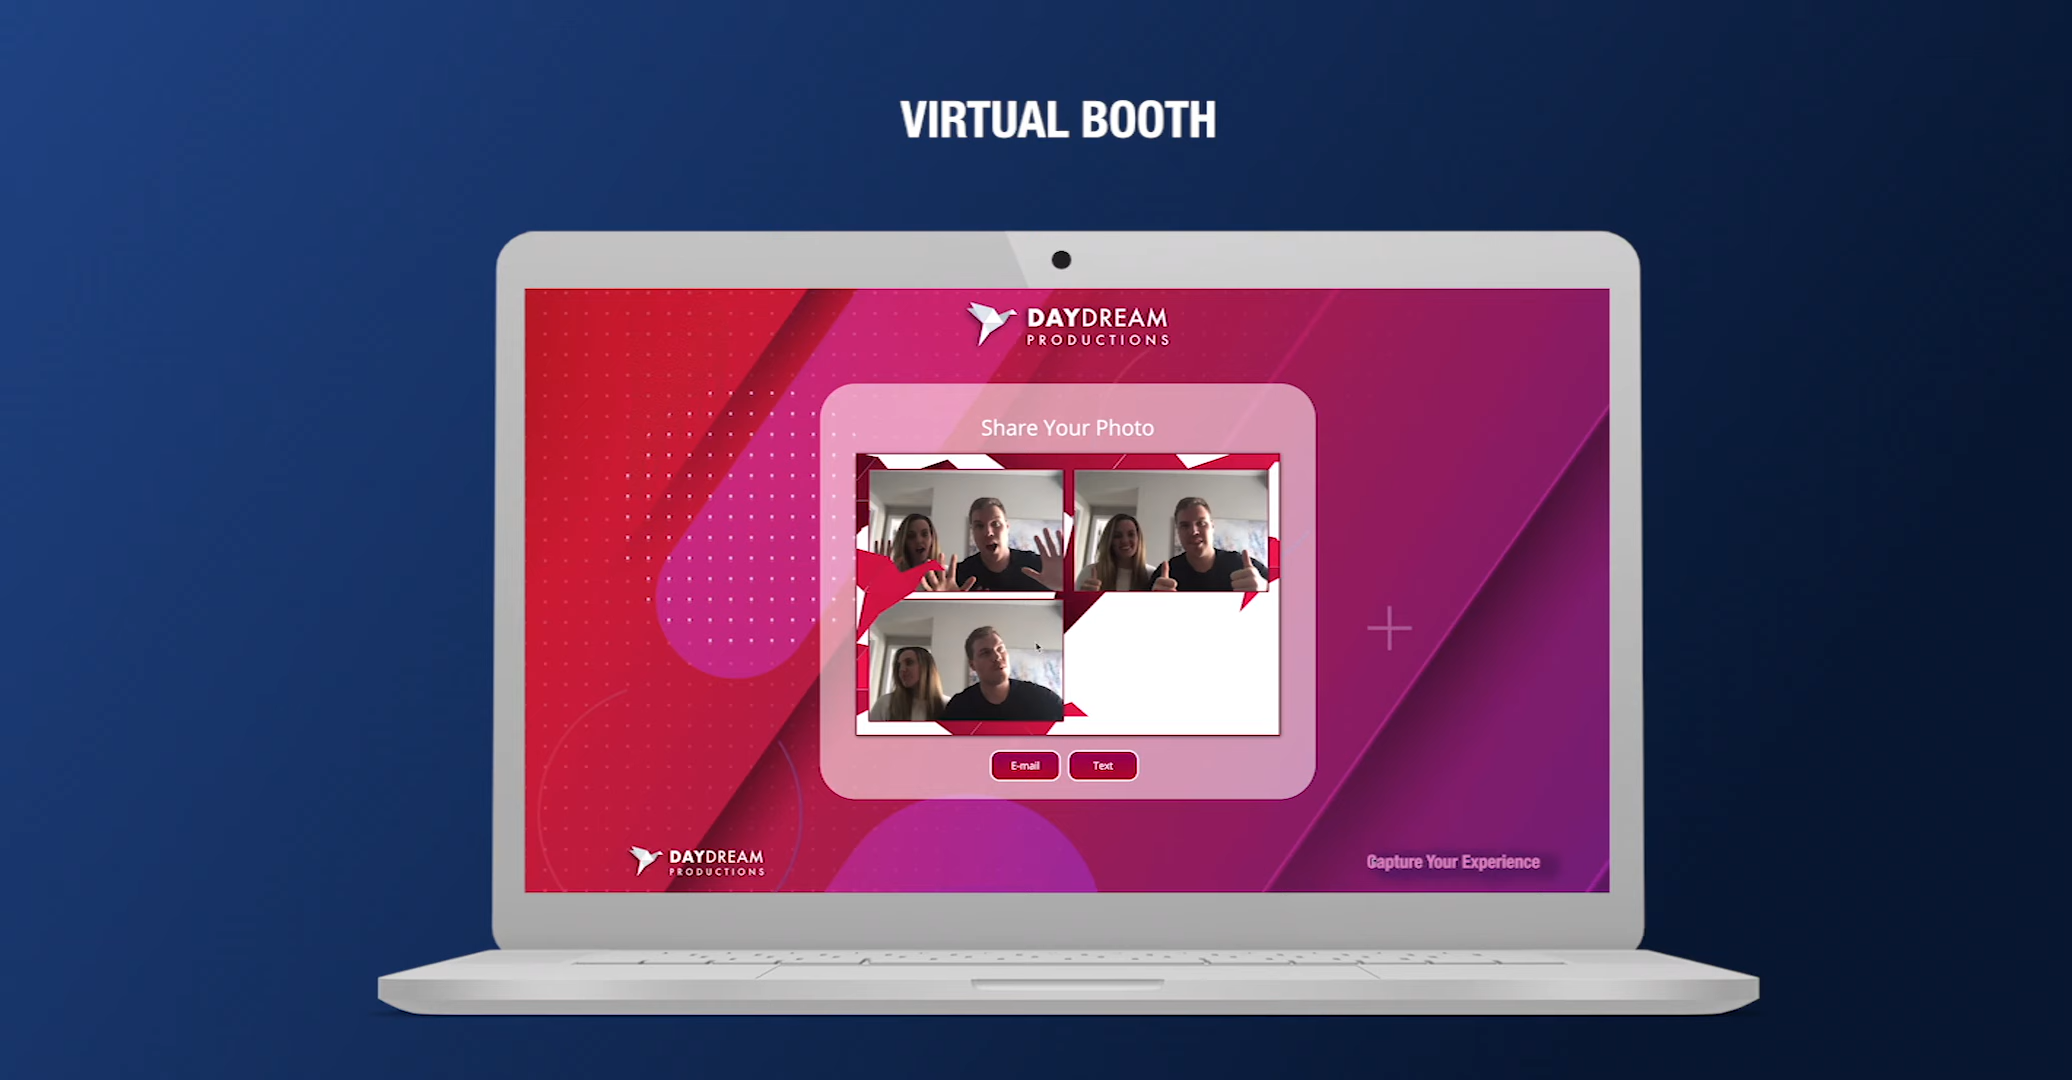 VIRTUAL BOOTH
DAYDREAM
PRODUCTIONS
Share Your Photo
E-mail
Text
DAYDREAM
PRODUCTIONS
Capture Your Experience